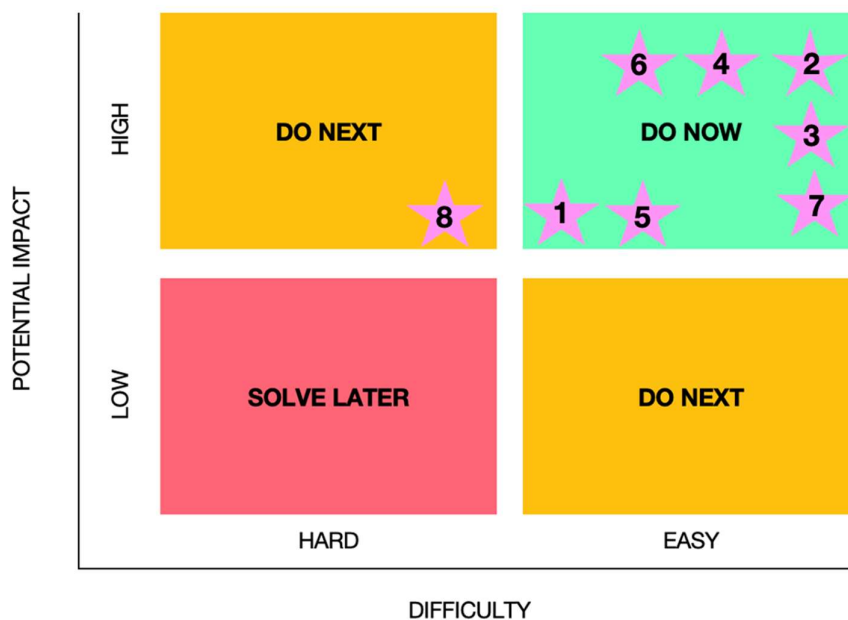 POTENTIAL IMPACT
HIGH
LOW
DO NEXT
8
6 4 2
DO NOW
3
1 5 7
SOLVE LATER
DO NEXT
HARD
EASY
DIFFICULTY